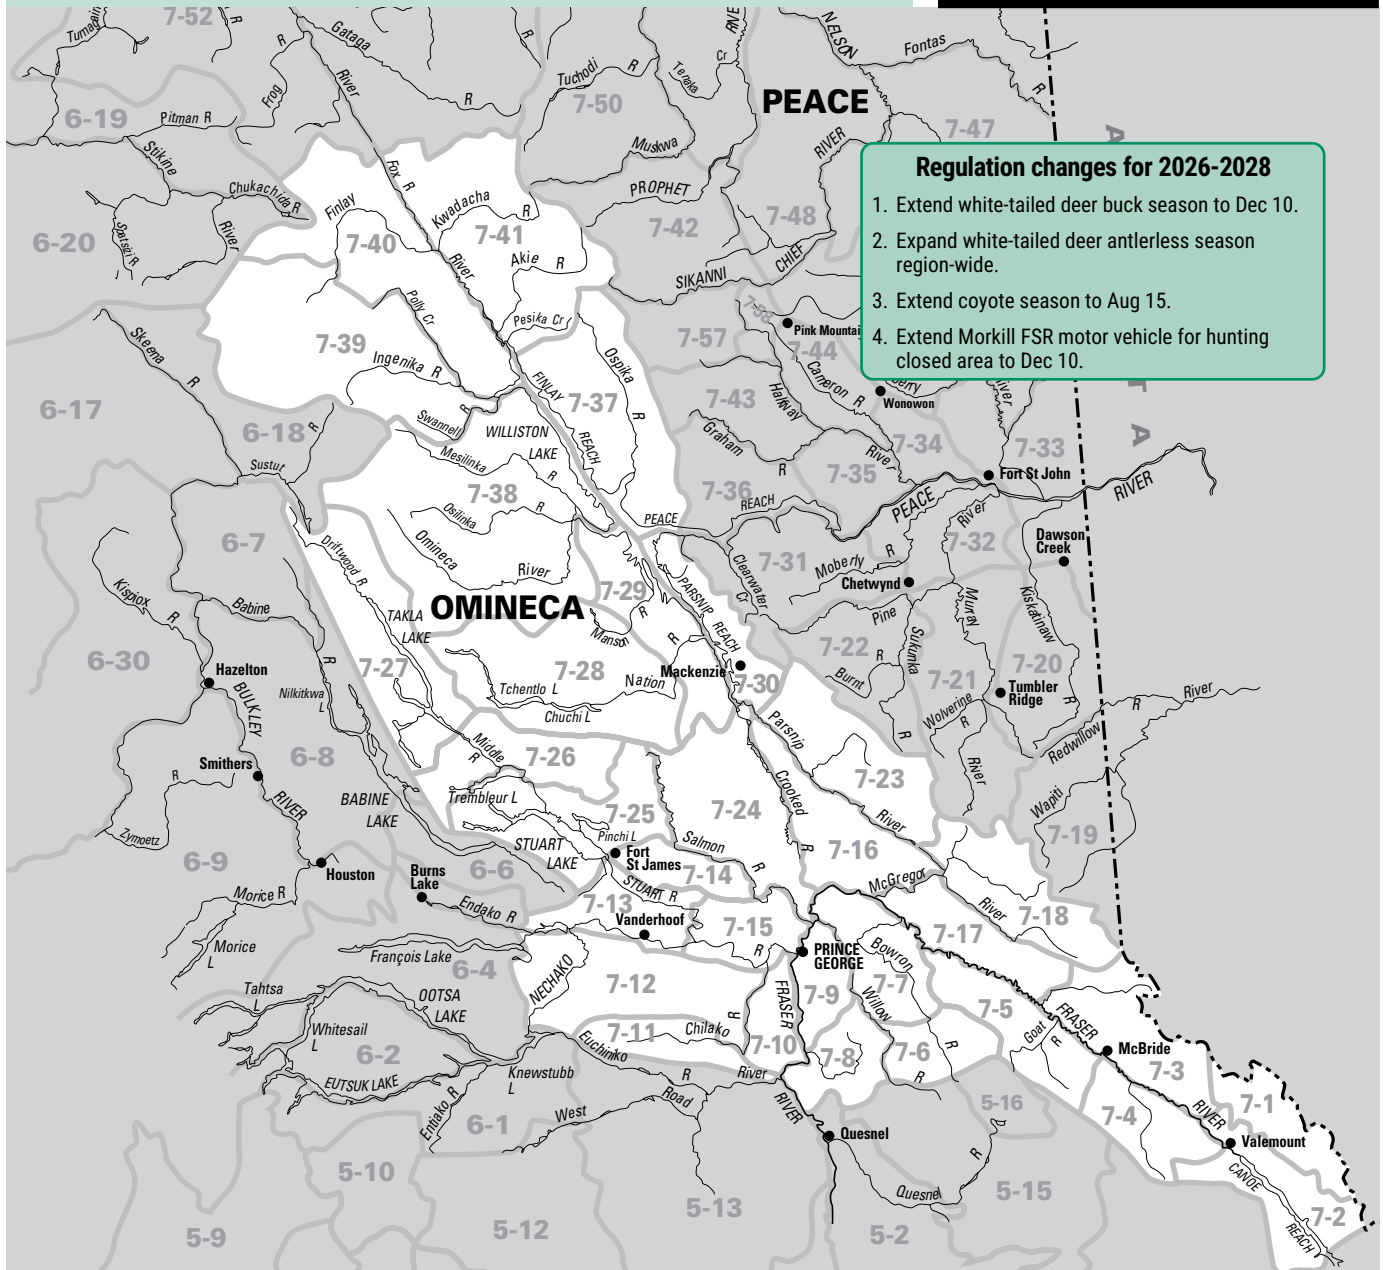 7-52
Tumag
R
Gataga
R
River
Frog
R
R
6-19
Pitman R
Stikine
Chukachida R
River
6-20
Spatsizi R
Tuchodi
R
7-50
Tenaka
Cr
Muskwa
PROPHET
RIVER
7-42
7-48
SIKANNI
CHIEF
NELSON
Fontas
R
PEACE
7-47
A
Regulation changes for 2026-2028
1. Extend white-tailed deer buck season to Dec 10.
2. Expand white-tailed deer antlerless season
region-wide.
3. Extend coyote season to Aug 15.
4. Extend Morkill FSR motor vehicle for hunting
closed area to Dec 10.
T
A
Fox R
Finlay
7-40
Kwadacha
R
7-41
Akie R
River
Polly Cr
Pesika Cr
7-39
Ingenika R
Swannell
R
FINLAY
REACH
7-37
Ospika
R
WILLISTON
LAKE
Mesilinka
R
7-38
Osilinka
R
Omineca
River
7-58
Pink Mountai
7-57
7-44
Cameron R
7-43
Halfway
River
Wonowon
Graham
R
7-34
7-33
River
7-35
7-36
Fort St John
PEACE
REACH
PEACE
RIVER
6-17
6-18
R
Skeena
R
Sustut
6-7
Driftwood R
Kispiox
R
Babine
R
6-30
Hazelton
BULKLEY
Nilkitkwa
L
6-8
Smithers
R
RIVER
BABINE
LAKE
Zymoetz
6-9
Houston
Morice R
Morice
L
OMINECA
TAKLA
LAKE
7-27
7-28
Manson
R
7-29
Tchentlo L
Nation
R
Chuchi L
Mackenzie
7-30
PARSNIP
REACH
Clearwater
Cr
7-31
Moberly
R
Chetwynd
River
7-32
Dawson
Creek
Pine
7-22
Burnt
R
Sukunka
R
Murray
7-21
Kiskatinaw
7-20
R
Tumbler
Ridge
Wolverine
R
River
Redwillow
R
River
Wapiti
7-19
Middle
R
7-26
Trembleur L
7-25
Pinchi L
STUART
LAKE
Fort
St James
Salmon
R
7-24
7-14
STUART R
Parsnip
River
7-23
Crooked
R
7-16
McGregor
River
7-18
7-17
6-6
Burns
Lake
Endako R
7-13
Vanderhoof
7-15
R
PRINCE
GEORGE
Bowron
7-7
Willow
R
R
7-5
Goat
R
François Lake
6-4
NECHAKO
7-12
7-11
Chilako
R
FRASER
7-10
7-9
7-8
7-6
Tahtsa
L
OOTSA
LAKE
Whitesail
L
6-2
EUTSUK LAKE
Euchiniko
R
River
Knewstubb
L
Entiako R
6-1
West
Road
RIVER
FRASER
McBride
7-3
7-4
RIVER
7-1
Valemount
CANOE
REACH
7-2
5-16
Quesnel
R
Quesnel
5-15
5-10
5-9
5-12
5-13
5-2